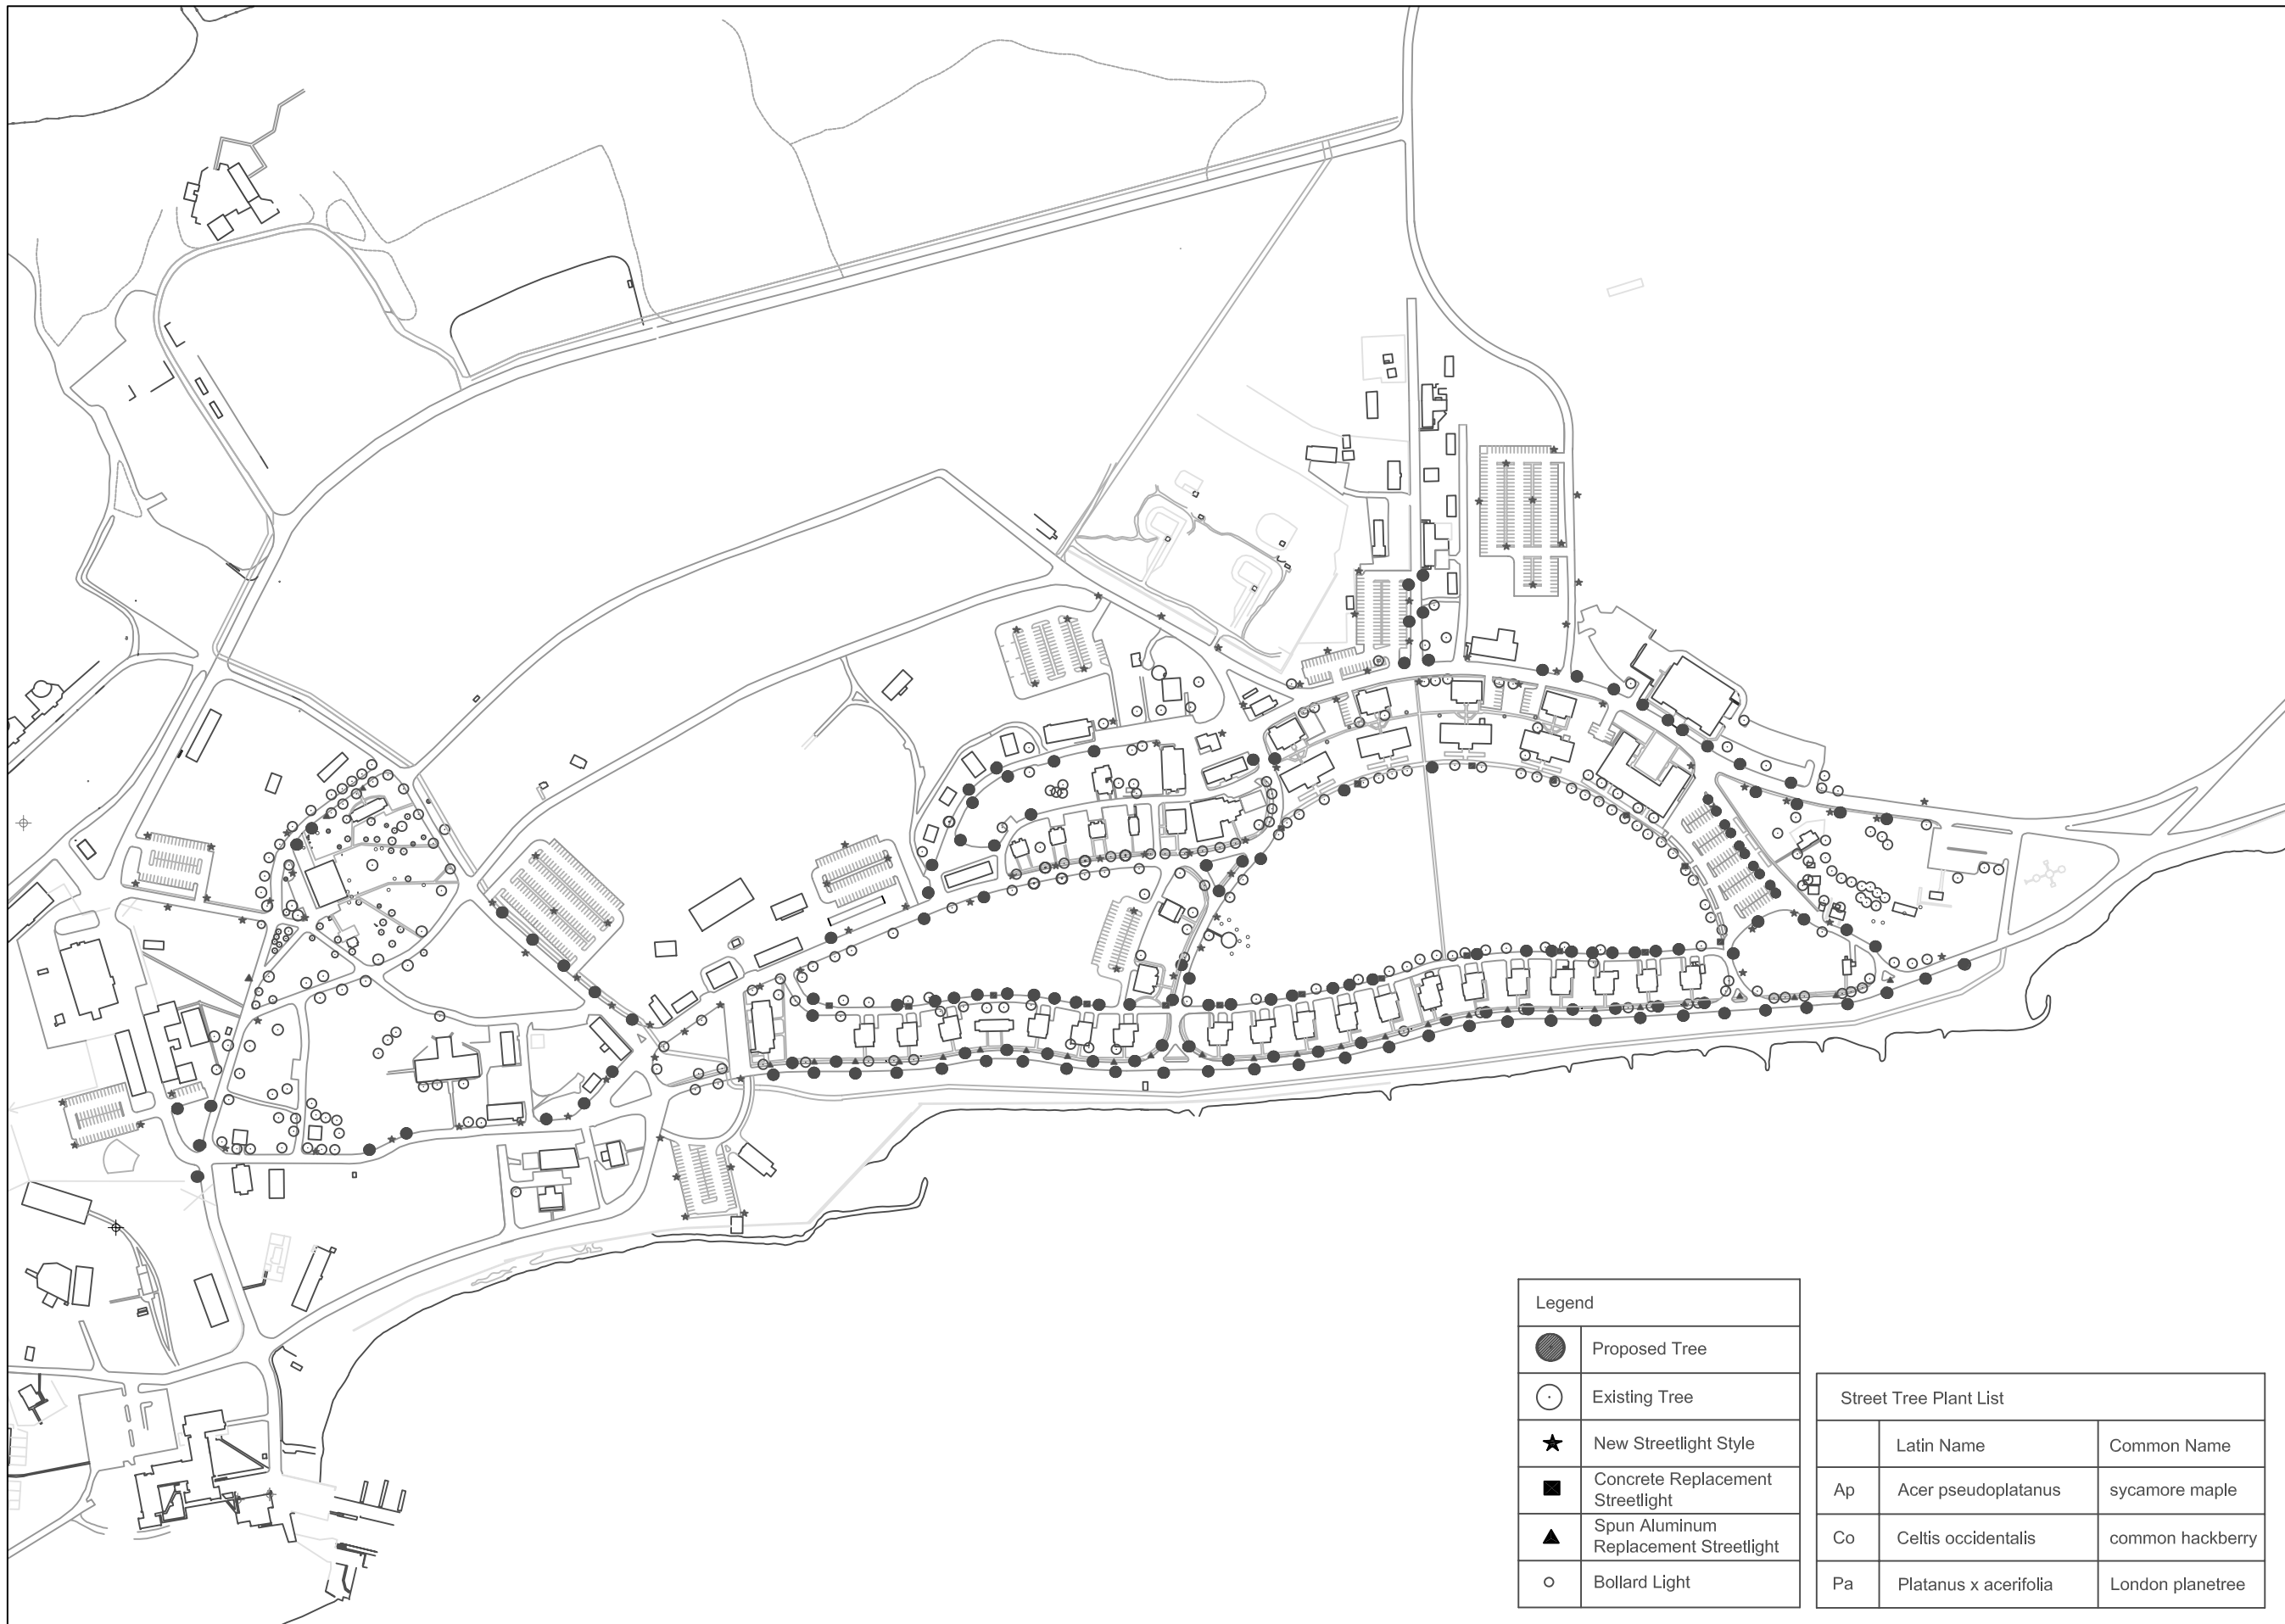 Legend
Proposed Tree
Existing Tree
New Streetlight Style
Concrete Replacement
Streetlight
Spun Aluminum
Replacement Streetlight
Bollard Light
Street Tree Plant List
Latin Name Common Name
Ap Acer pseudoplatanus sycamore maple
Co Celtis occidentalis common hackberry
Pa Platanus x acerifolia London planetree